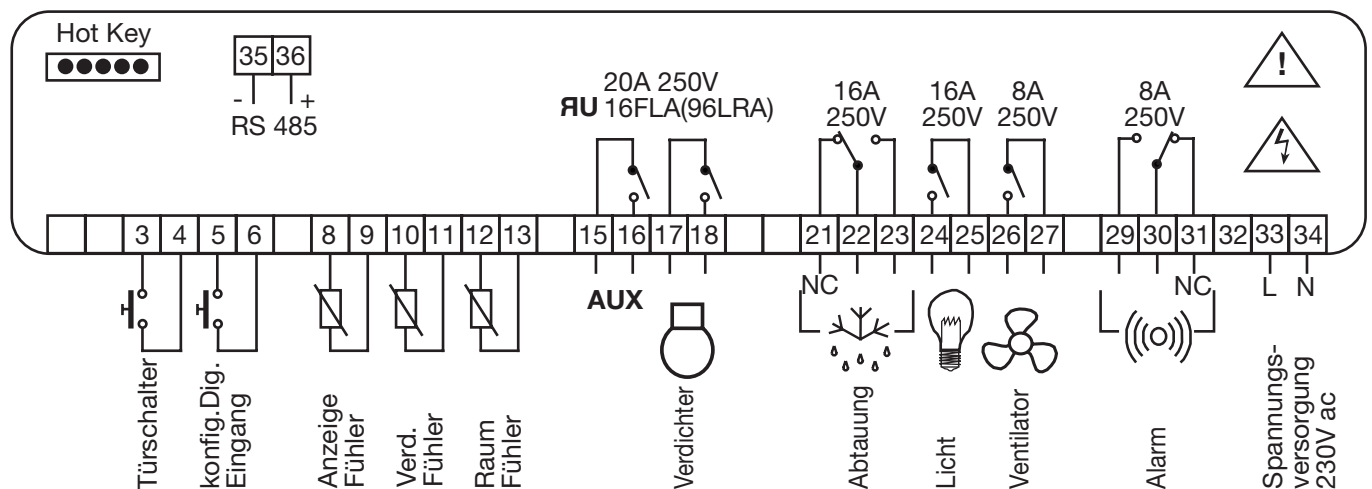 Hot Key
35 36
- +
RS 485
20A 250V
ЯU 16FLA(96LRA)
16A
250V
16A
250V
8A
250V
8A
250V
!
3 4 5 6 8 9 10 11 12 13 15 16 17 18 21 22 23 24 25 26 27 29 30 31 32 33 34
AUX
NC
NC
L N
Türschalter
konfig.Dig.
Eingang
Anzeige
Fühler
Verd.
Fühler
Raum
Fühler
Verdichter
Abtauung
Licht
Ventilator
Alarm
Spannungs-
versorgung
230V ac